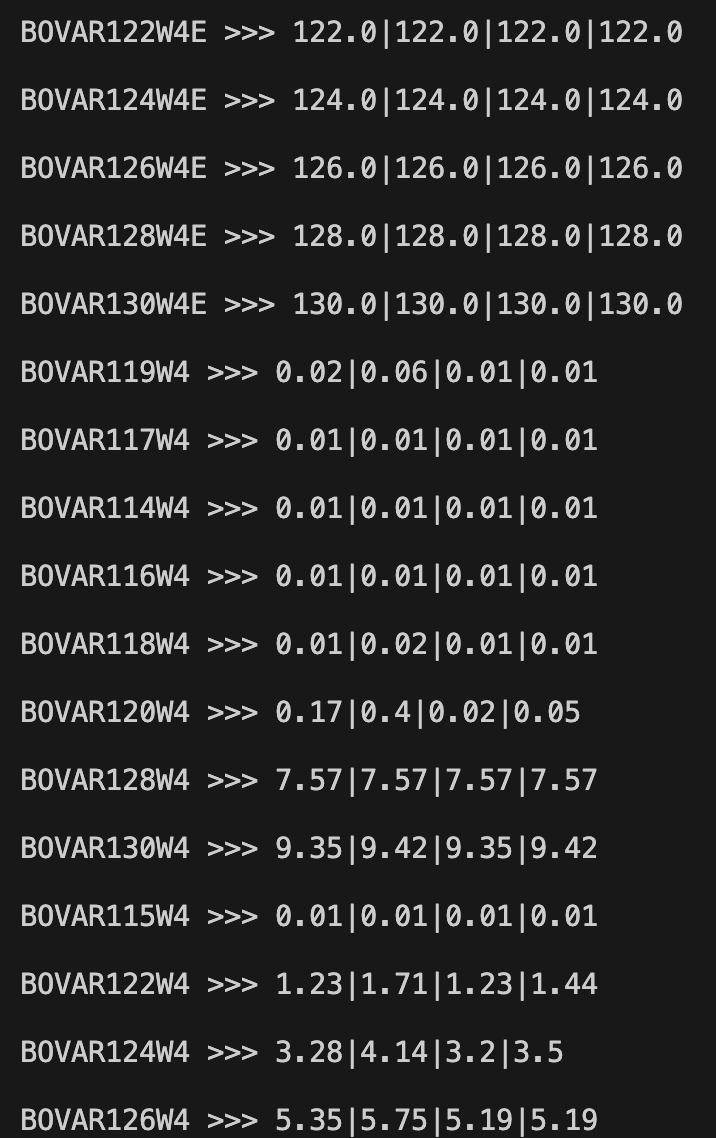 BOVAR122W4E >>> 122.0|122.0|122.0|122.0
BOVAR124W4E >>> 124.0|124.0|124.0|124.0
BOVAR126W4E >>> 126.0|126.0|126.0|126.0
BOVAR128W4E >>> 128.0|128.0|128.0|128.0
BOVAR130W4E >>> 130.0|130.0|130.0|130.0
BOVAR119W4 >>> 0.02|0.06|0.01|0.01
BOVAR117W4 >>> 0.01|0.01|0.01|0.01
BOVAR114W4 >>> 0.01|0.01|0.01|0.01
BOVAR116W4 >>> 0.01|0.01|0.01|0.01
BOVAR118W4 >>> 0.01|0.02|0.01|0.01
BOVAR120W4 >>> 0.17|0.4|0.02|0.05
BOVAR128W4 >>> 7.57|7.57|7.57|7.57
BOVAR130W4 >>> 9.35|9.42|9.35|9.42
BOVAR115W4 >>> 0.01|0.01|0.01|0.01
BOVAR122W4 >>> 1.23|1.71|1.23|1.44
BOVAR124W4 >>> 3.28|4.14|3.2|3.5
BOVAR126W4 >>> 5.35|5.75|5.19|5.19